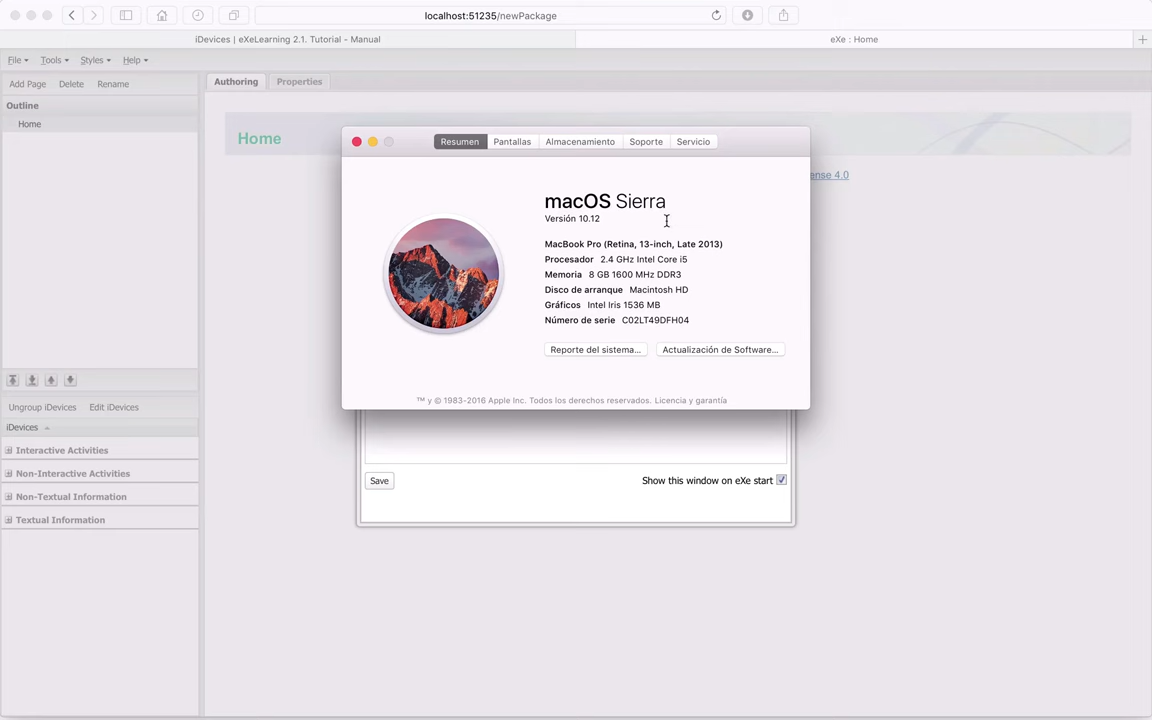 localhost:51235/newPackage
iDevices | eXeLearning 2.1. Tutorial - Manual
eXe : Home
File Tools Styles Help
Add Page Delete Rename
Authoring Properties
Outline
Home
Home
ense 4.0
Resumen Pantallas Almacenamiento Soporte Servicio
macOS Sierra
Versión 10.12
MacBook Pro (Retina, 13-inch, Late 2013)
Procesador 2.4 GHz Intel Core i5
Memoria 8 GB 1600 MHz DDR3
Disco de arranque Macintosh HD
Gráficos Intel Iris 1536 MB
Número de serie C02LT49DFH04
Reporte del sistema... Actualización de Software...
™ y © 1983-2016 Apple Inc. Todos los derechos reservados. Licencia y garantía
Ungroup iDevices Edit iDevices
iDevices
Interactive Activities
Non-Interactive Activities
Non-Textual Information
Textual Information
Save
Show this window on eXe start